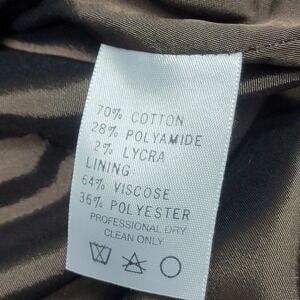 70% COTTON
28% POLYAMIDE
2% LYCRA
LINING
64% VISCOSE
36% POLYESTER
PROFESSIONAL DRY
CLEAN ONLY